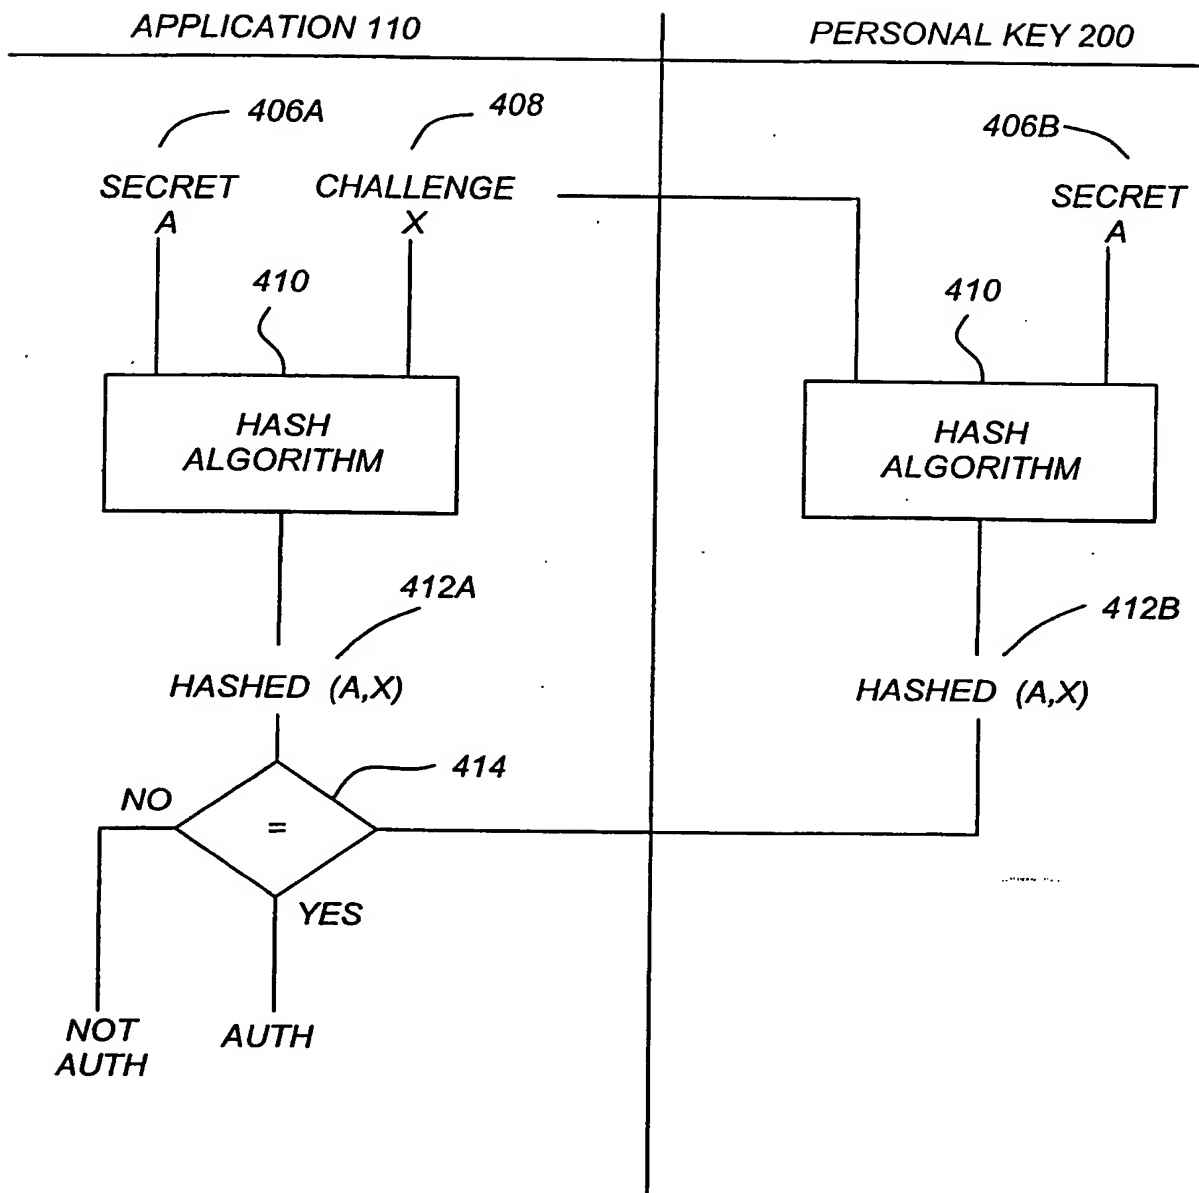 APPLICATION 110
PERSONAL KEY 200
406A
408
406B
SECRET
A
CHALLENGE
X
SECRET
A
410
410
HASH
ALGORITHM
HASH
ALGORITHM
412A
412B
HASHED (A,X)
HASHED (A,X)
414
NO
=
YES
NOT
AUTH
AUTH